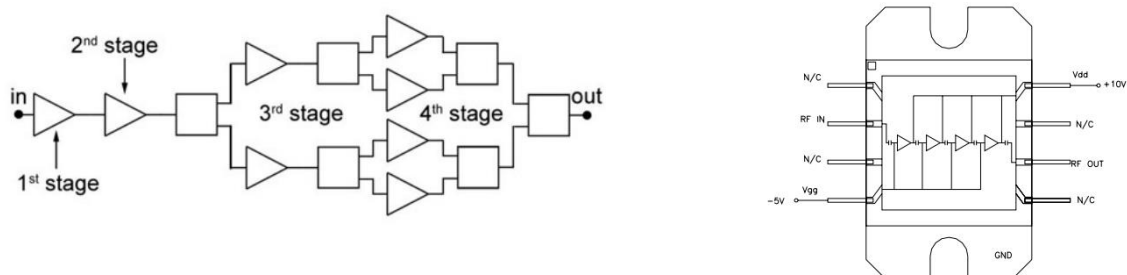 2nd stage
in
3rd stage
4th stage
out
1st stage
N/C
Vdd
+10V
RF IN
N/C
N/C
RF OUT
Vgg
-5V
N/C
GND